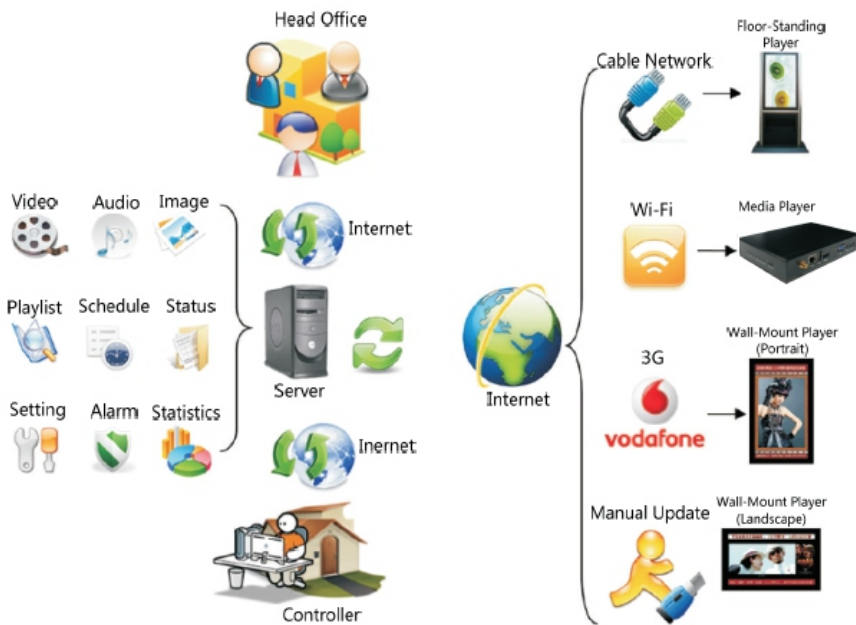 Head Office
Video
Audio
Image
Internet
Playlist
Schedule
Status
Server
Setting
Alarm
Statistics
Inernet
Controller
Internet
Cable Network
Floor-Standing
Player
Wi-Fi
Media Player
3G
vodafone
Wall-Mount Player
(Portrait)
Manual Update
Wall-Mount Player
(Landscape)